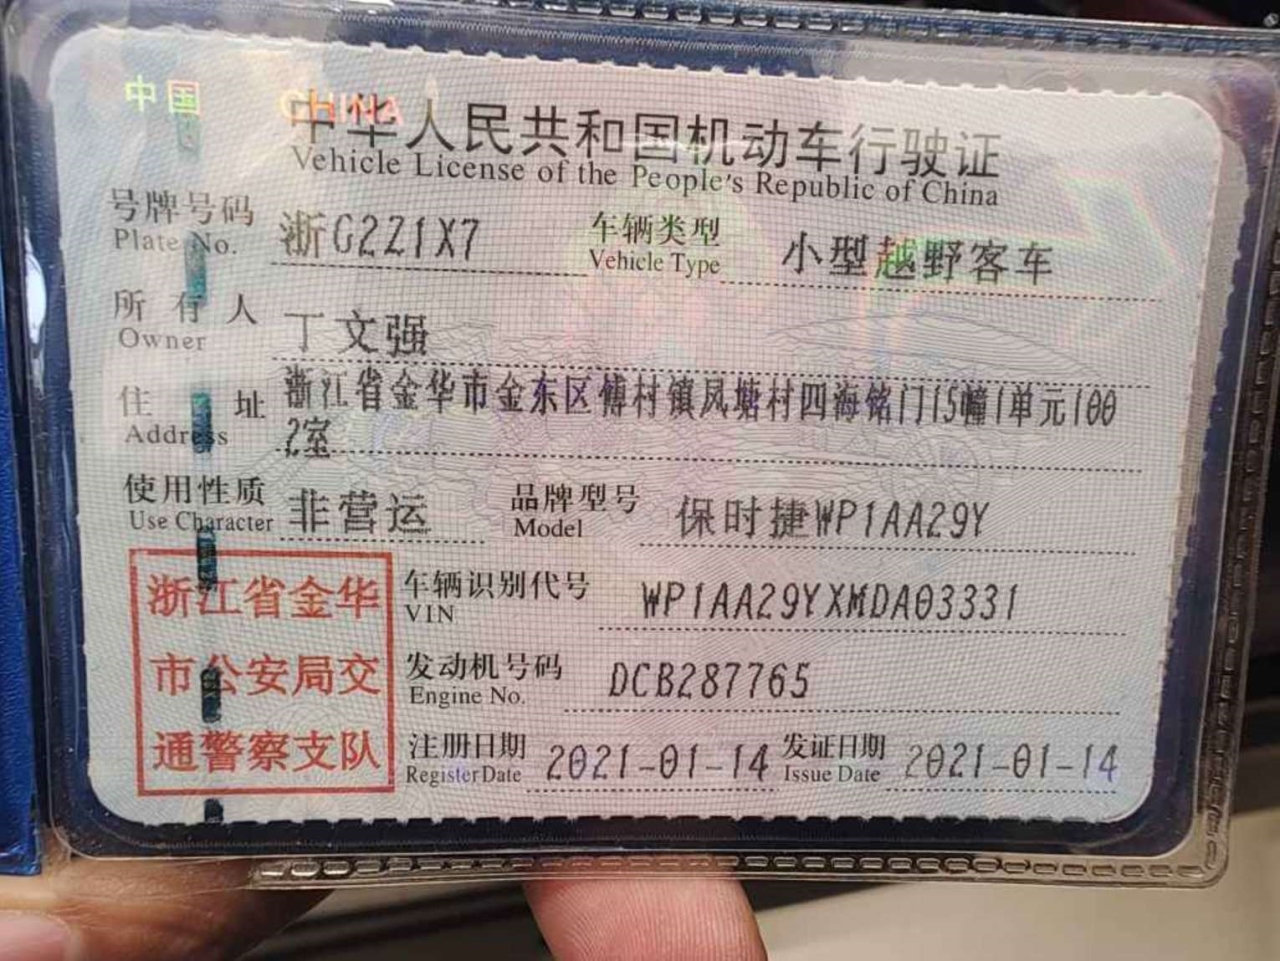 中国 CHINA
中华人民共和国机动车行驶证
Vehicle License of the People's Republic of China
号牌号码 浙G2Z1X7 车辆类型 小型越野客车
Plate No. Vehicle Type
所有人 丁文强
Owner
住址 浙江省金华市金东区傅村镇凤塘村四海铭门15幢1单元100
Address 2室
使用性质 非营运 品牌型号 保时捷WP1AA29Y
Use Character Model
浙江省金华
市公安局交
通警察支队
车辆识别代号 WP1AA29YXMDA03331
VIN
发动机号码 DCB287765
Engine No.
注册日期 2021-01-14 发证日期 2021-01-14
Register Date Issue Date